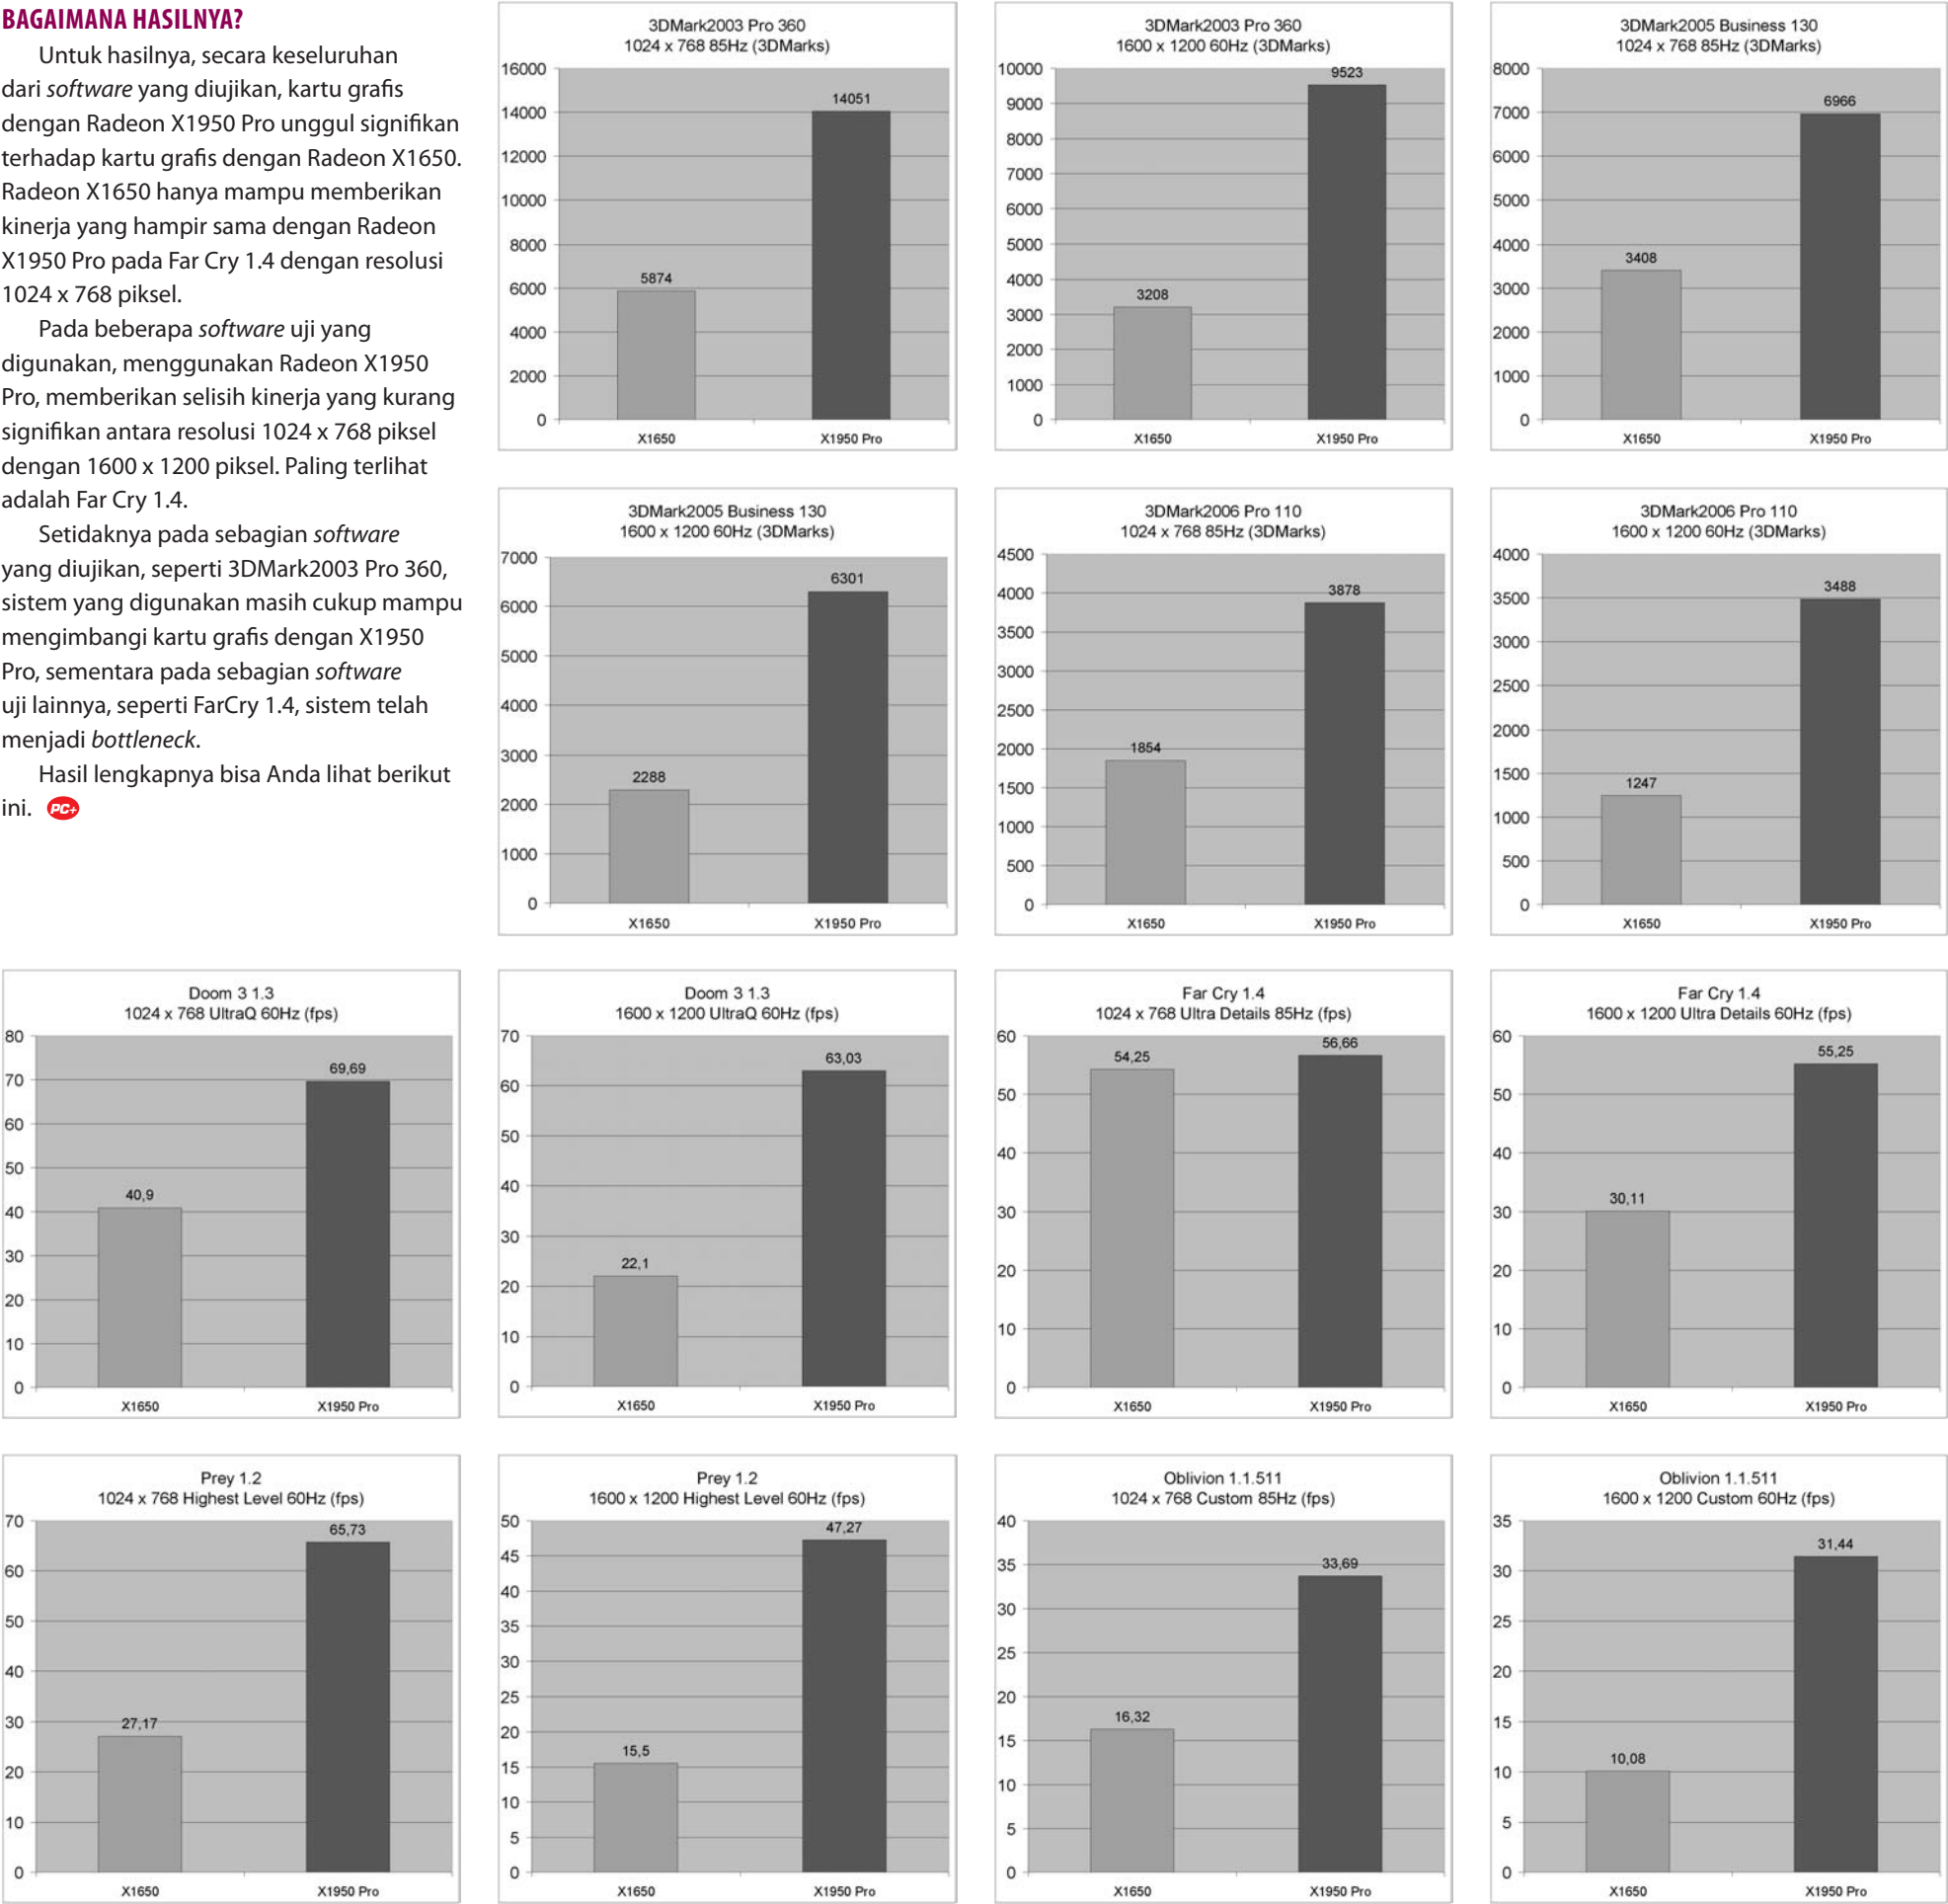 BAGAIMANA HASILNYA?
Untuk hasilnya, secara keseluruhan
dari software yang diujikan, kartu grafis
dengan Radeon X1950 Pro unggul signifikan
terhadap kartu grafis dengan Radeon X1650.
Radeon X1650 hanya mampu memberikan
kinerja yang hampir sama dengan Radeon
X1950 Pro pada Far Cry 1.4 dengan resolusi
1024 x 768 piksel.
Pada beberapa software uji yang
digunakan, menggunakan Radeon X1950
Pro, memberikan selisih kinerja yang kurang
signifikan antara resolusi 1024 x 768 piksel
dengan 1600 x 1200 piksel. Paling terlihat
adalah Far Cry 1.4.
Setidaknya pada sebagian software
yang diujikan, seperti 3DMark2003 Pro 360,
sistem yang digunakan masih cukup mampu
mengimbangi kartu grafis dengan X1950
Pro, sementara pada sebagian software
uji lainnya, seperti FarCry 1.4, sistem telah
menjadi bottleneck.
Hasil lengkapnya bisa Anda lihat berikut
ini. PC+
3DMark2003 Pro 360
1024 x 768 85Hz (3DMarks)
16000
14000
12000
10000
8000
6000
4000
2000
0
5874
14051
X1650
X1950 Pro
3DMark2003 Pro 360
1600 x 1200 60Hz (3DMarks)
10000
9000
8000
7000
6000
5000
4000
3000
2000
1000
0
3208
9523
X1650
X1950 Pro
3DMark2005 Business 130
1024 x 768 85Hz (3DMarks)
8000
7000
6000
5000
4000
3000
2000
1000
0
3408
6966
X1650
X1950 Pro
3DMark2005 Business 130
1600 x 1200 60Hz (3DMarks)
7000
6000
5000
4000
3000
2000
1000
0
2288
6301
X1650
X1950 Pro
3DMark2006 Pro 110
1024 x 768 85Hz (3DMarks)
4500
4000
3500
3000
2500
2000
1500
1000
500
0
1854
3878
X1650
X1950 Pro
3DMark2006 Pro 110
1600 x 1200 60Hz (3DMarks)
4000
3500
3000
2500
2000
1500
1000
500
0
1247
3488
X1650
X1950 Pro
Doom 3 1.3
1024 x 768 UltraQ 60Hz (fps)
80
70
60
50
40
30
20
10
0
40,9
69,69
X1650
X1950 Pro
Doom 3 1.3
1600 x 1200 UltraQ 60Hz (fps)
70
60
50
40
30
20
10
0
22,1
63,03
X1650
X1950 Pro
Far Cry 1.4
1024 x 768 Ultra Details 85Hz (fps)
60
50
40
30
20
10
0
54,25
56,66
X1650
X1950 Pro
Far Cry 1.4
1600 x 1200 Ultra Details 60Hz (fps)
60
50
40
30
20
10
0
30,11
55,25
X1650
X1950 Pro
Prey 1.2
1024 x 768 Highest Level 60Hz (fps)
70
60
50
40
30
20
10
0
27,17
65,73
X1650
X1950 Pro
Prey 1.2
1600 x 1200 Highest Level 60Hz (fps)
50
45
40
35
30
25
20
15
10
5
0
15,5
47,27
X1650
X1950 Pro
Oblivion 1.1.511
1024 x 768 Custom 85Hz (fps)
40
35
30
25
20
15
10
5
0
16,32
33,69
X1650
X1950 Pro
Oblivion 1.1.511
1600 x 1200 Custom 60Hz (fps)
35
30
25
20
15
10
5
0
10,08
31,44
X1650
X1950 Pro